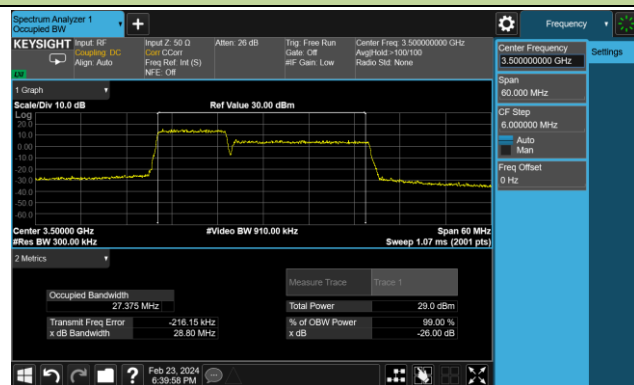 Spectrum Analyzer 1
Occupied BW
Frequency
KEYSIGHT Input: RF
Coupling: DC
Align: Auto
Input Z: 50 Ω
Corr CCorr
Freq Ref: Int (S)
NFE: Off
Atten: 26 dB
Trig: Free Run
Gate: Off
#IF Gain: Low
Center Freq: 3.500000000 GHz
Avg|Hold:>100/100
Radio Std: None
Center Frequency
3.500000000 GHz
Settings
Span
60.000 MHz
CF Step
6.000000 MHz
Auto
Man
Freq Offset
0 Hz
1 Graph
Scale/Div 10.0 dB
Ref Value 30.00 dBm
Log
20.0
10.0
0.00
-10.0
-20.0
-30.0
-40.0
-50.0
-60.0
Center 3.50000 GHz
#Video BW 910.00 kHz
Span 60 MHz
#Res BW 300.00 kHz
Sweep 1.07 ms (2001 pts)
2 Metrics
Measure Trace
Trace 1
Occupied Bandwidth
27.375 MHz
Total Power
29.0 dBm
Transmit Freq Error
-216.15 kHz
% of OBW Power
99.00 %
x dB Bandwidth
28.80 MHz
x dB
-26.00 dB
Feb 23, 2024
6:39:58 PM